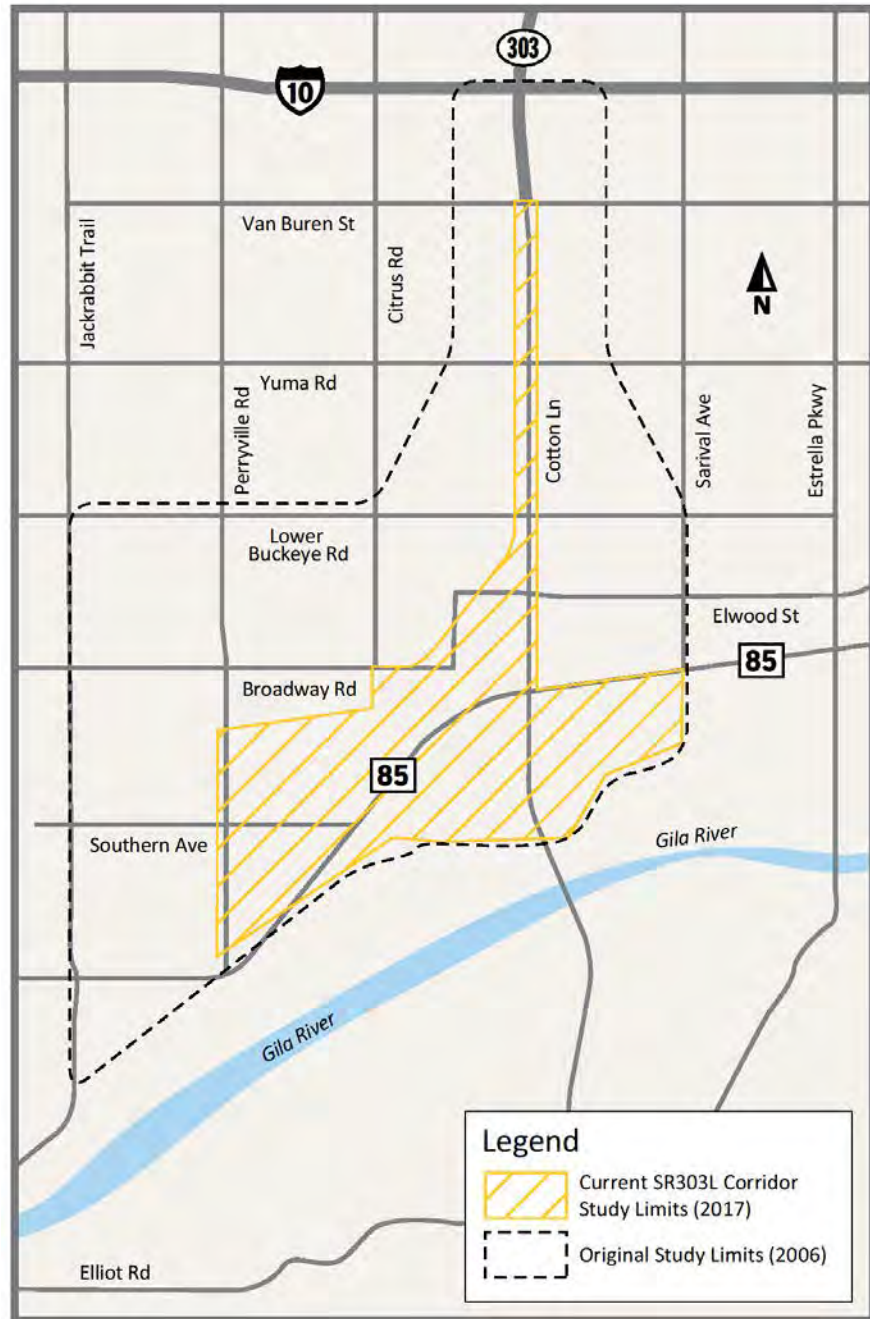 303
10
Van Buren St
Jackrabbit Trail
Citrus Rd
N
Yuma Rd
Perryville Rd
Cotton Ln
Sarival Ave
Estrella Pkwy
Lower
Buckeye Rd
Elwood St
85
Broadway Rd
85
Southern Ave
Gila River
Gila River
Legend
Current SR303L Corridor
Study Limits (2017)
Original Study Limits (2006)
Elliot Rd